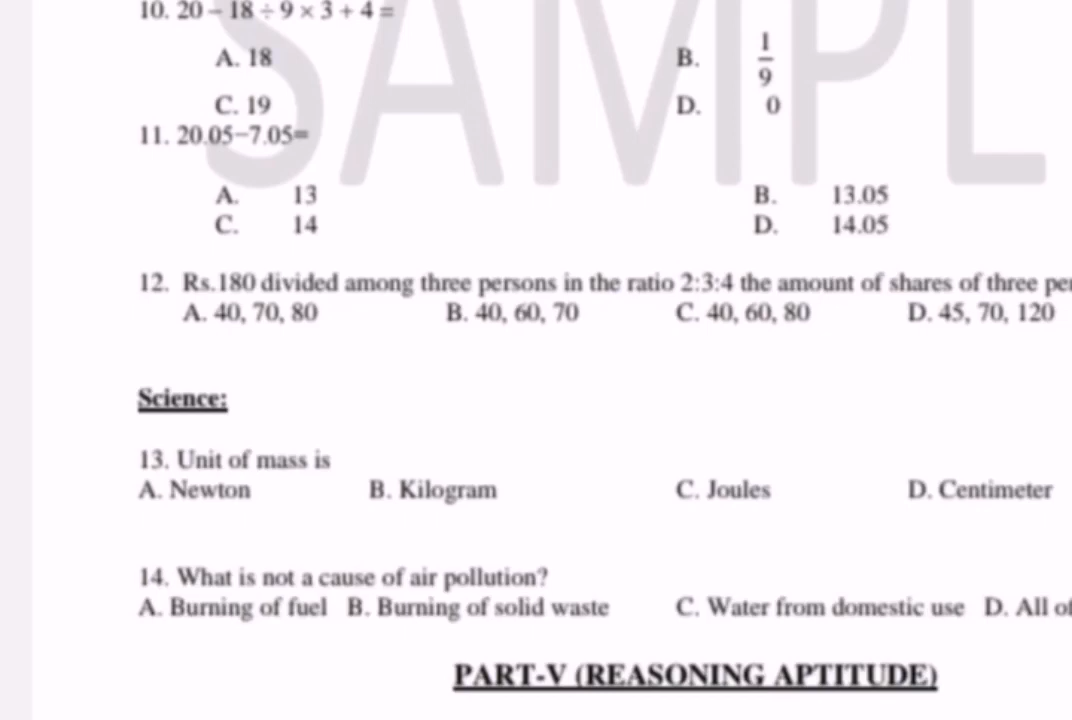 10. 20 – 18 ÷ 9 × 3 + 4 =
A. 18 B. 1/9
C. 19 D. 0
11. 20.05–7.05=
A. 13 B. 13.05
C. 14 D. 14.05
12. Rs.180 divided among three persons in the ratio 2:3:4 the amount of shares of three
A. 40, 70, 80 B. 40, 60, 70 C. 40, 60, 80 D. 45, 70, 120
Science:
13. Unit of mass is
A. Newton B. Kilogram C. Joules D. Centimeter
14. What is not a cause of air pollution?
A. Burning of fuel B. Burning of solid waste C. Water from domestic use D. All of
PART-V (REASONING APTITUDE)
SAMPL